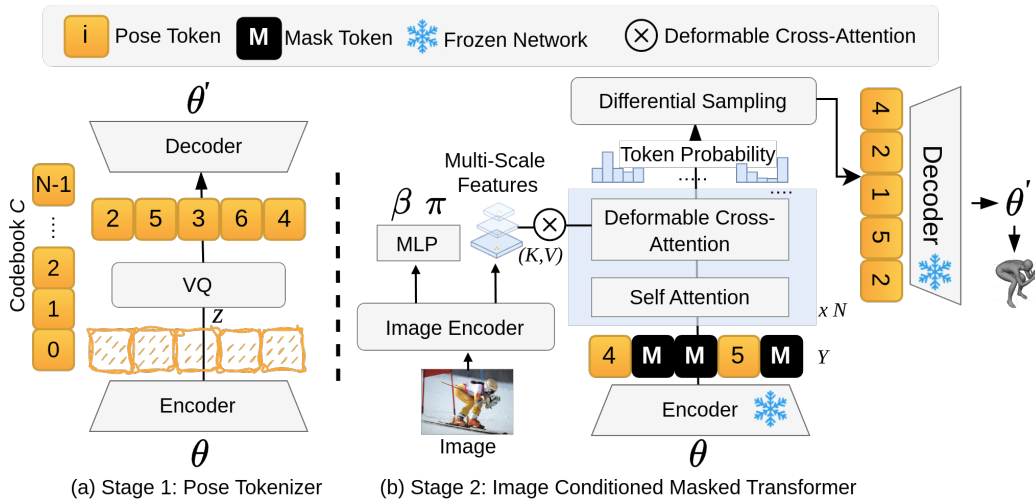 i Pose Token M Mask Token Frozen Network Deformable Cross-Attention
θ'
Decoder
Codebook C
N-1
2
1
0
2 5 3 6 4
VQ
z
Encoder
θ
(a) Stage 1: Pose Tokenizer
Differential Sampling
Token Probability
.....
....
Multi-Scale
Features
β π
MLP
(K,V)
Deformable Cross-
Attention
Self Attention
x N
Image Encoder
4 M M 5 M
Y
Encoder
Image
θ
4
2
1
5
2
Decoder
θ'
(b) Stage 2: Image Conditioned Masked Transformer